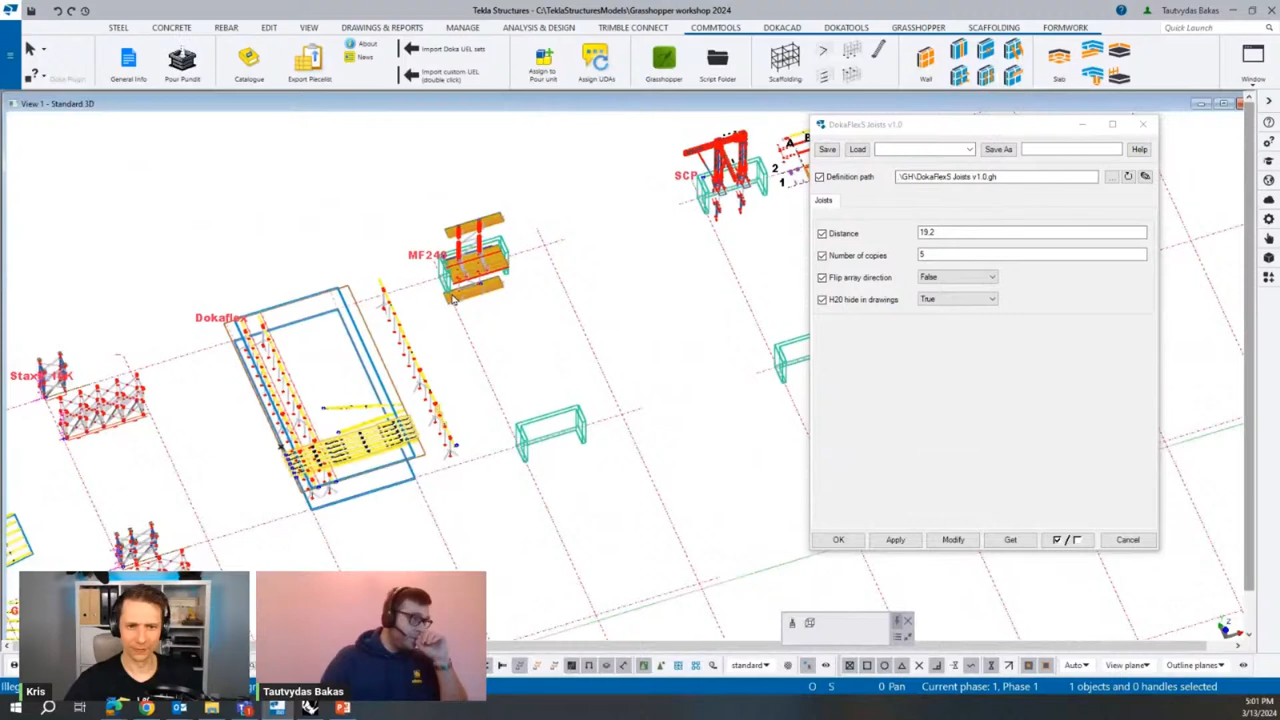 Tekla Structures - C:\TeklaStructuresModels\Grasshopper workshop 2024
Tautvydas Bakas
STEEL CONCRETE REBAR EDIT VIEW DRAWINGS & REPORTS MANAGE ANALYSIS & DESIGN TRIMBLE CONNECT COMMTOOLS DOKACAD DOKATOOLS GRASSHOPPER SCAFFOLDING FORMWORK Quick Launch
General Info
Pour Pundit
Catalogue
Export Piecelist
About
News
Import Doka UEL sets
Import custom UEL
(double click)
Assign to
Pour unit
Assign UDAs
Grasshopper
Script Folder
Scaffolding
Wall
Slab
Window
View 1 - Standard 3D
DokaFlexS Joists v1.0
Save Load Save As Help
Definition path .\GH\DokaFlexS Joists v1.0.gh ...
Joists
Distance 19.2
Number of copies 5
Flip array direction False
H20 hide in drawings True
OK Apply Modify Get Cancel
SCP
A
B
2
1
MF240
Dokaflex
Kris
Tautvydas Bakas
standard
Auto
View plane
Outline planes
O S 0 Pan Current phase: 1, Phase 1 1 objects and 0 handles selected
5:01 PM
3/13/2024